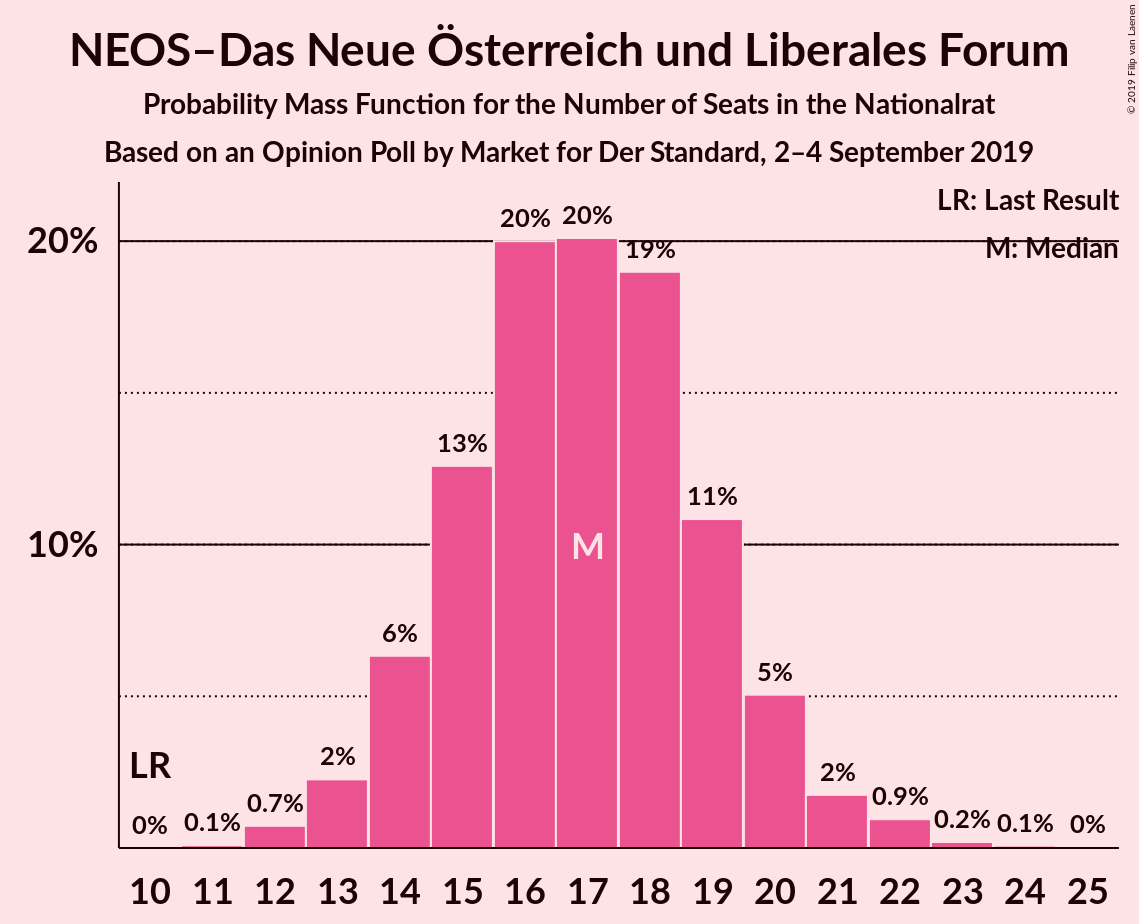 NEOS–Das Neue Österreich und Liberales Forum
Probability Mass Function for the Number of Seats in the Nationalrat
Based on an Opinion Poll by Market for Der Standard, 2–4 September 2019
© 2019 Filip van Laenen
LR: Last Result
M: Median
20%
10%
LR
M
0%
0.1%
0.7%
2%
6%
13%
20%
20%
19%
11%
5%
2%
0.9%
0.2%
0.1%
0%
10 11 12 13 14 15 16 17 18 19 20 21 22 23 24 25